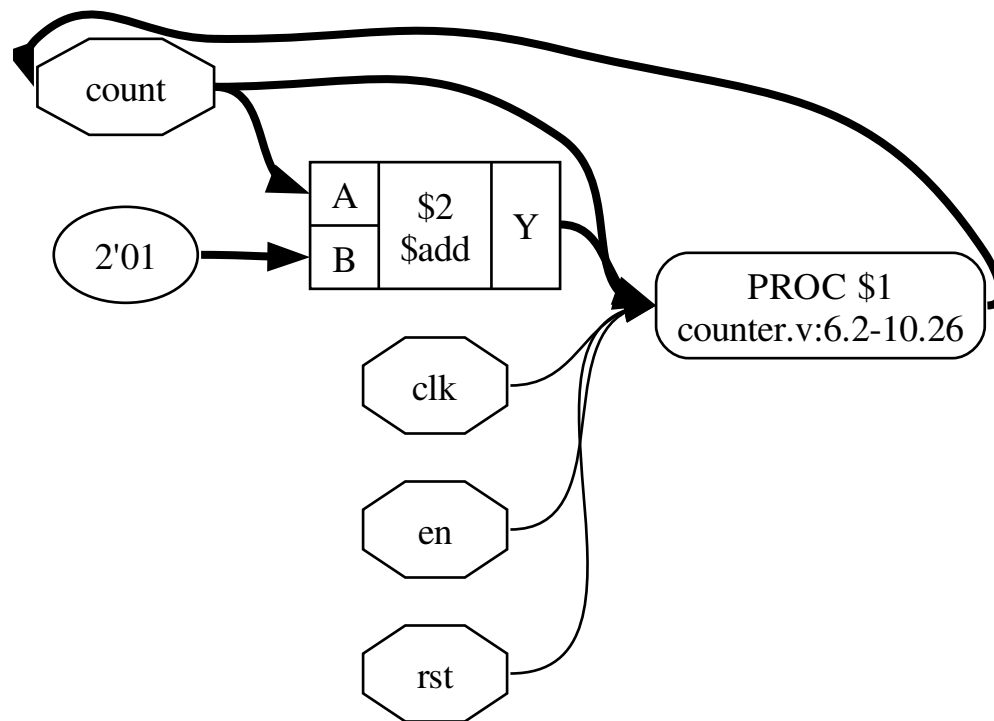 count
A
$2
$add
Y
2'01
B
PROC $1
counter.v:6.2-10.26
clk
en
rst